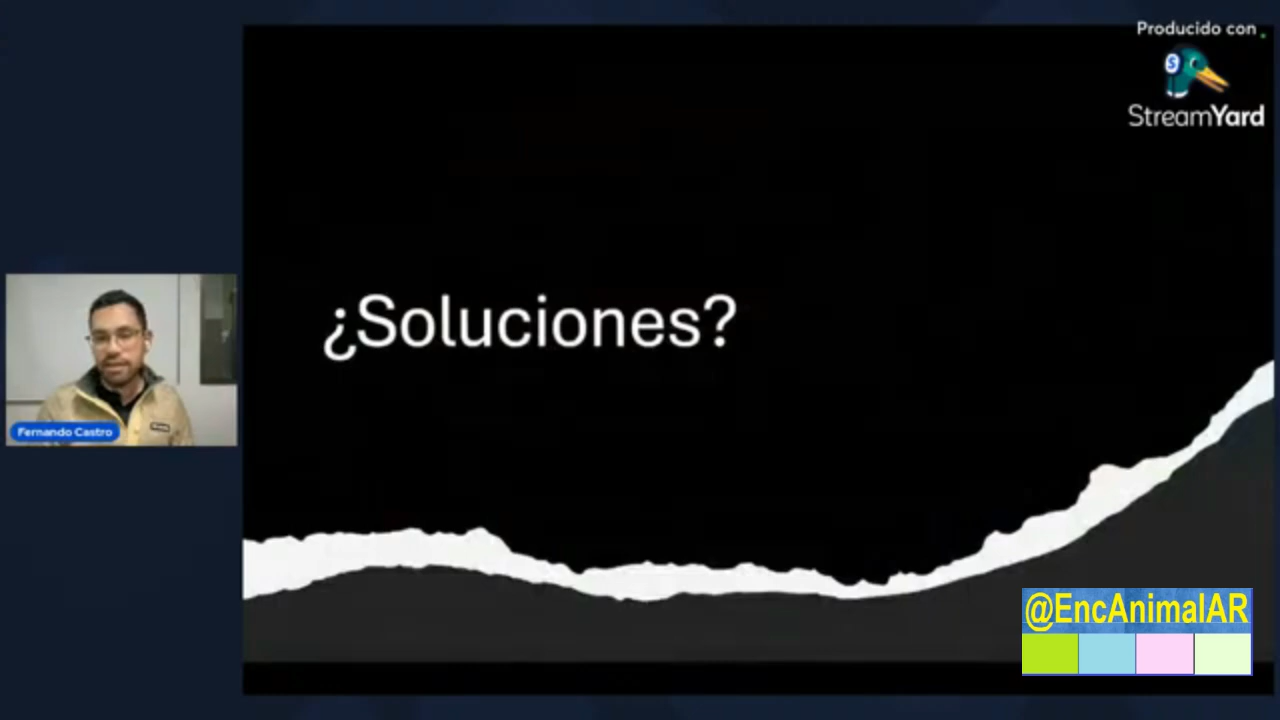 Producido con
StreamYard
¿Soluciones?
Fernando Castro
@EncAnimalAR